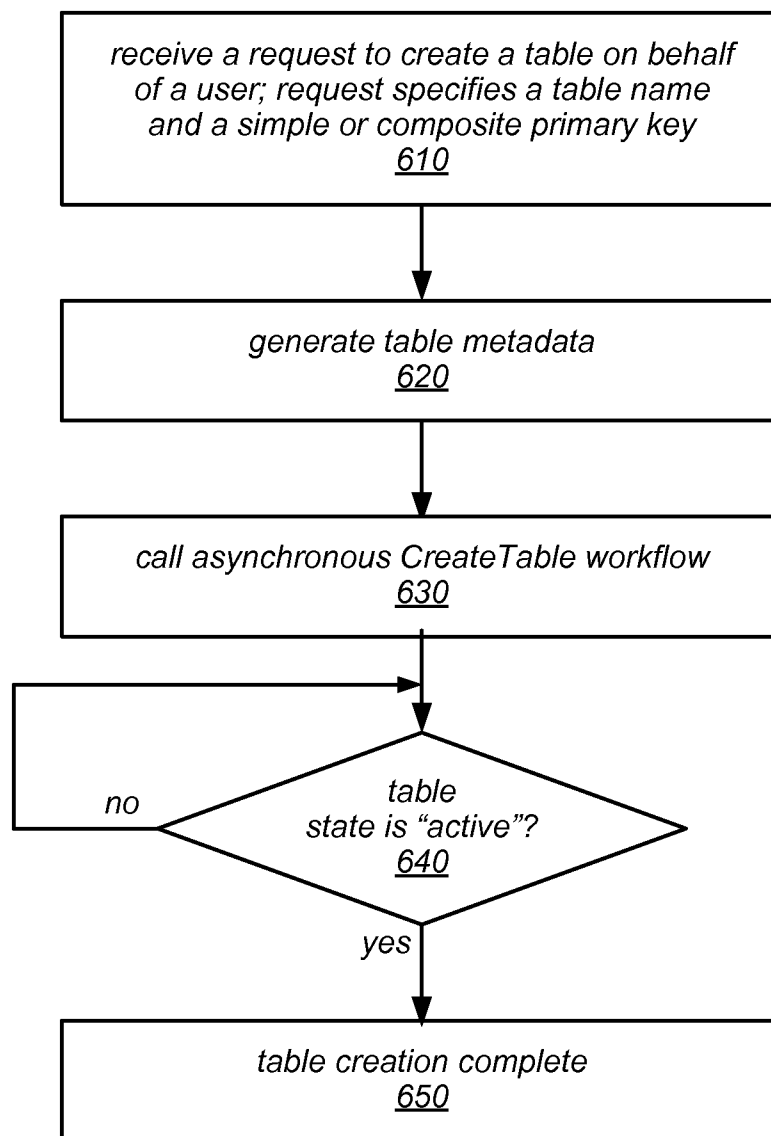 receive a request to create a table on behalf
of a user; request specifies a table name
and a simple or composite primary key
610
generate table metadata
620
call asynchronous CreateTable workflow
630
table
state is “active”?
640
no
yes
table creation complete
650